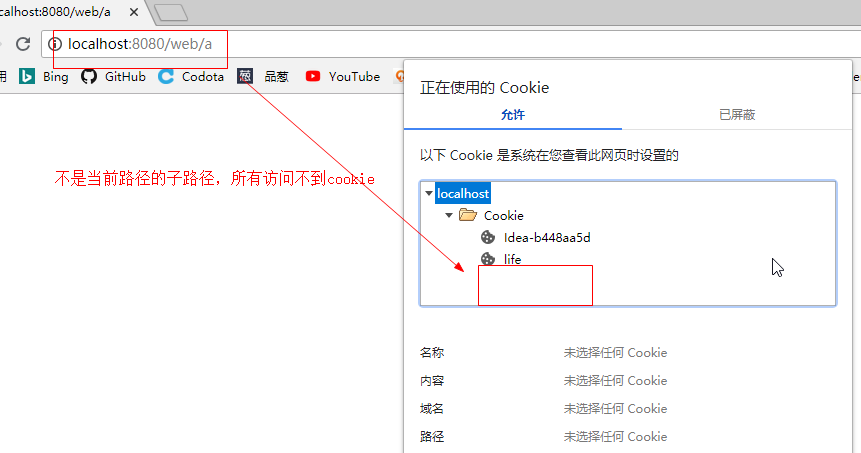 calhost:8080/web/a
localhost:8080/web/a
用 Bing GitHub Codota 葱 品葱 YouTube
正在使用的 Cookie
允许 已屏蔽
不是当前路径的子路径，所有访问不到cookie
以下 Cookie 是系统在您查看此网页时设置的
localhost
Cookie
Idea-b448aa5d
life
名称 未选择任何 Cookie
内容 未选择任何 Cookie
域名 未选择任何 Cookie
路径 未选择任何 Cookie